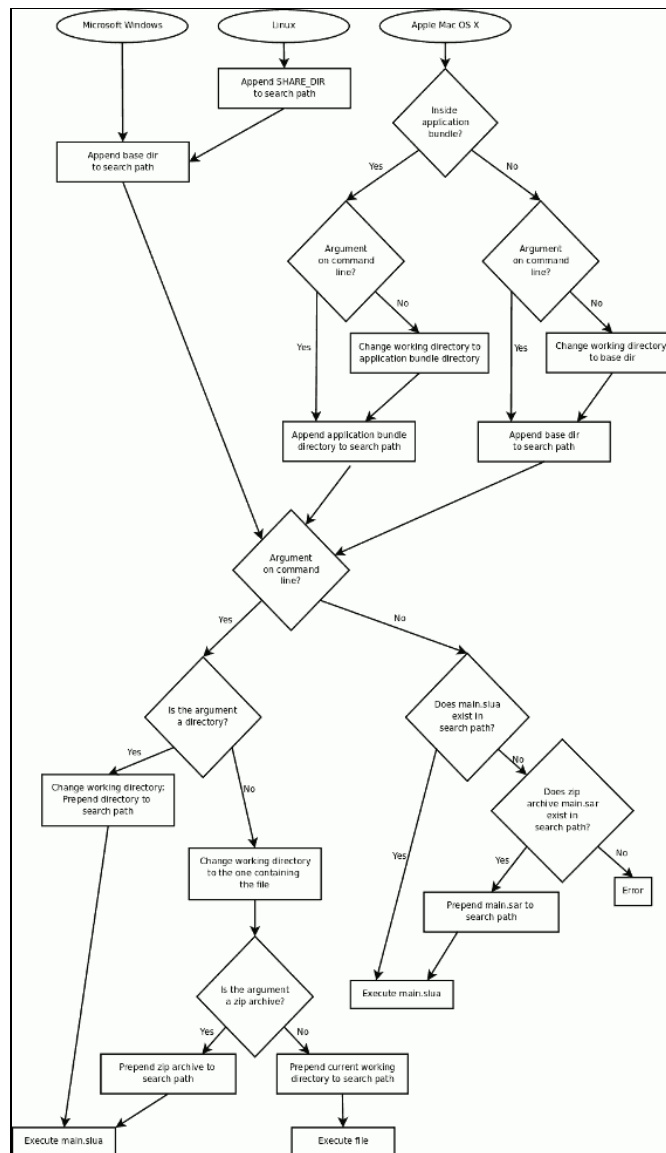 Microsoft Windows
Linux
Apple Mac OS X
Append SHARE_DIR
to search path
Inside
application
bundle?
Append base dir
to search path
Yes
No
Argument
on command
line?
Argument
on command
line?
No
No
Yes
Change working directory to
application bundle directory
Yes
Change working directory
to base dir
Append application bundle
directory to search path
Append base dir
to search path
Argument
on command
line?
Yes
No
Is the argument
a directory?
Does main.slua
exist in
search path?
Yes
No
Change working directory;
Prepend directory to
search path
No
Does zip
archive main.sar
exist in
search path?
Change working directory
to the one containing
the file
Yes
Yes
No
Error
Prepend main.sar to
search path
Is the argument
a zip archive?
Execute main.slua
Yes
No
Prepend zip archive to
search path
Prepend current working
directory to search path
Execute main.slua
Execute file